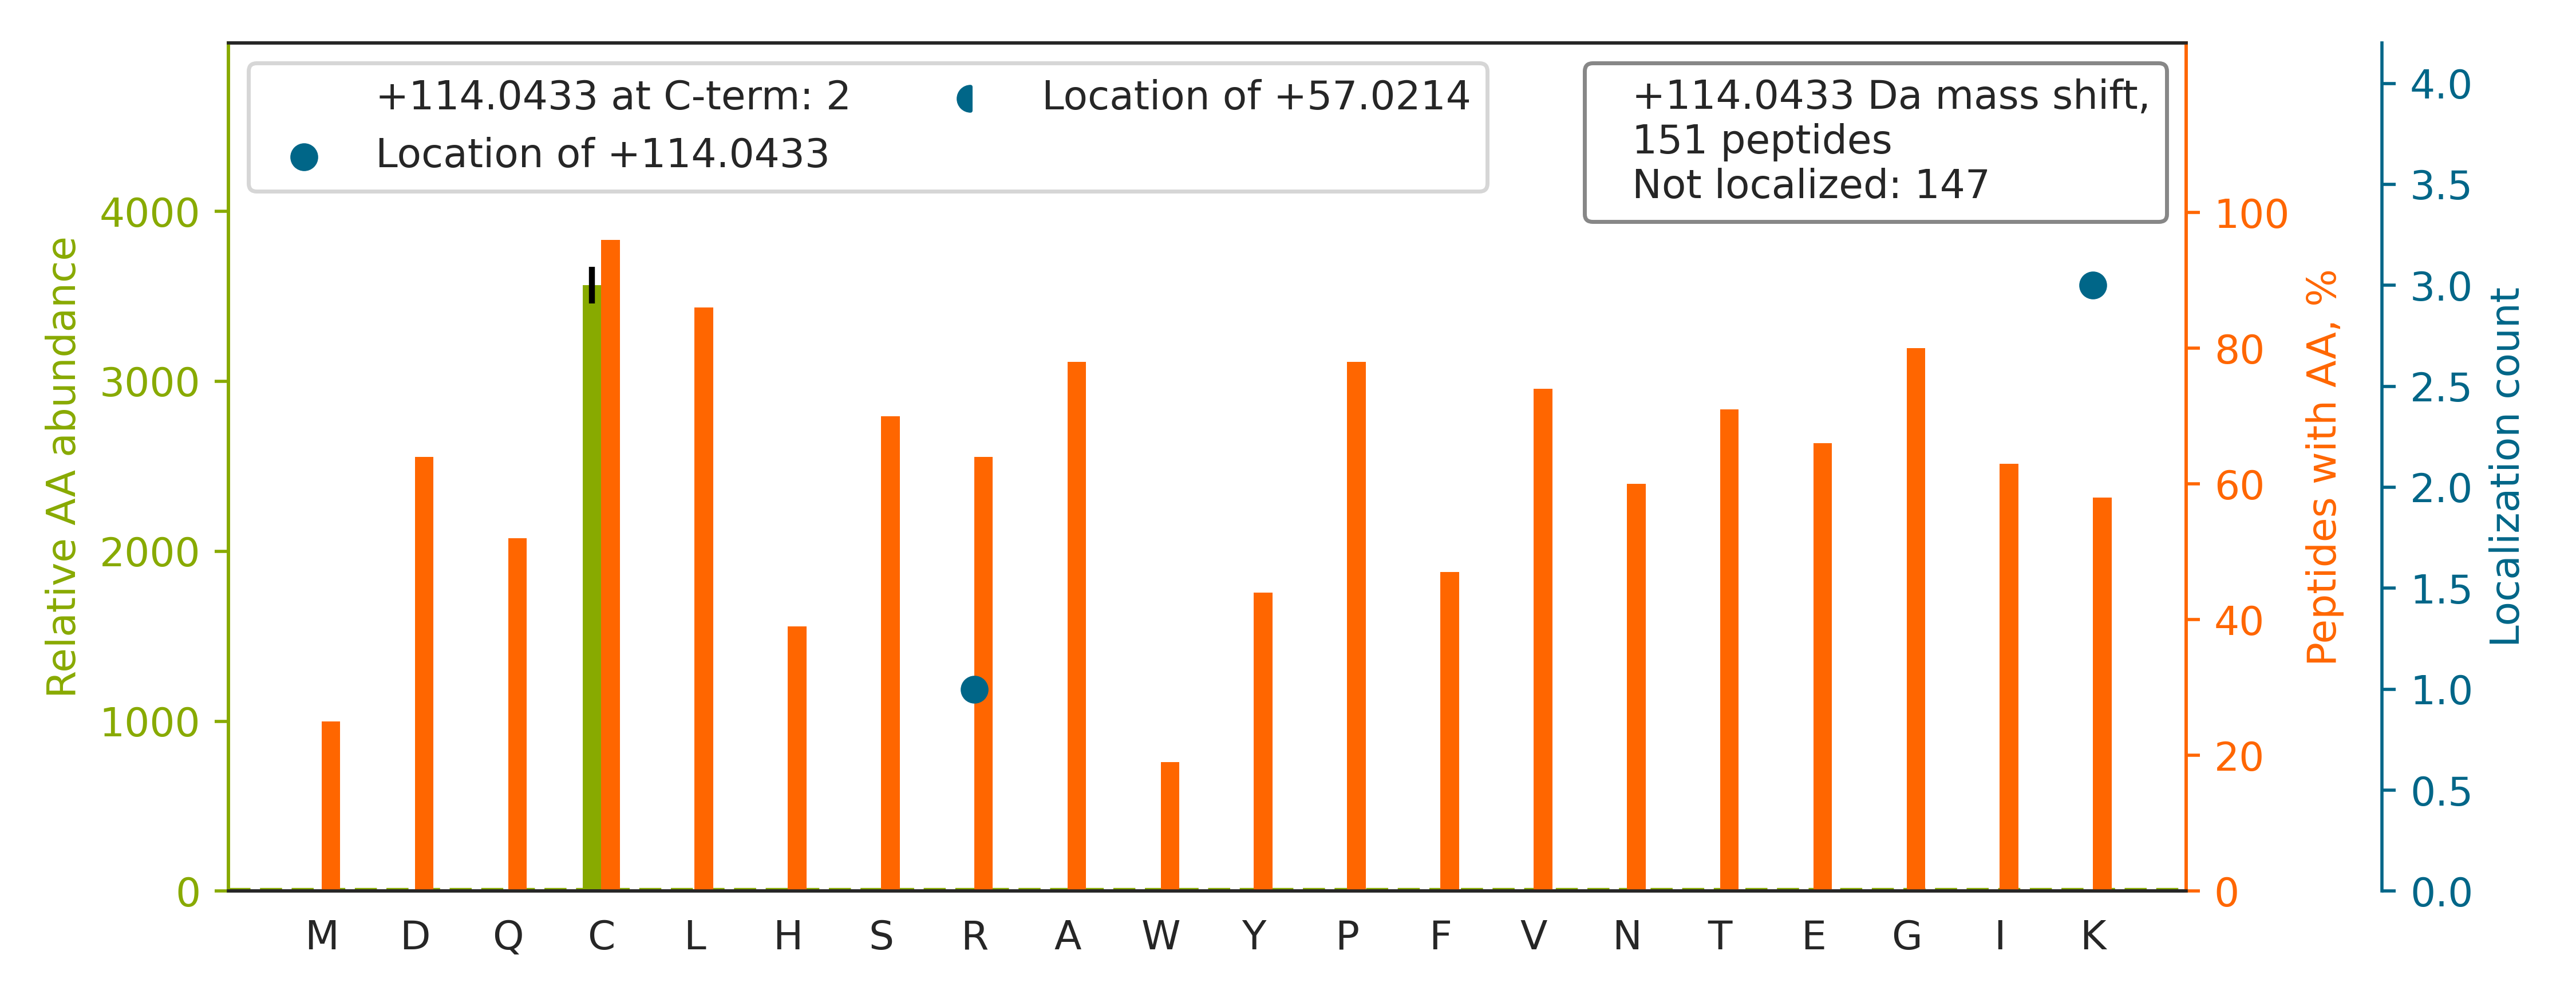 +114.0433 at C-term: 2
Location of +114.0433
Location of +57.0214
+114.0433 Da mass shift,
151 peptides
Not localized: 147
Relative AA abundance
4000
3000
2000
1000
0
M D Q C L H S R A W Y P F V N T E G I K
100
80
60
40
20
0
Peptides with AA, %
4.0
3.5
3.0
2.5
2.0
1.5
1.0
0.5
0.0
Localization count